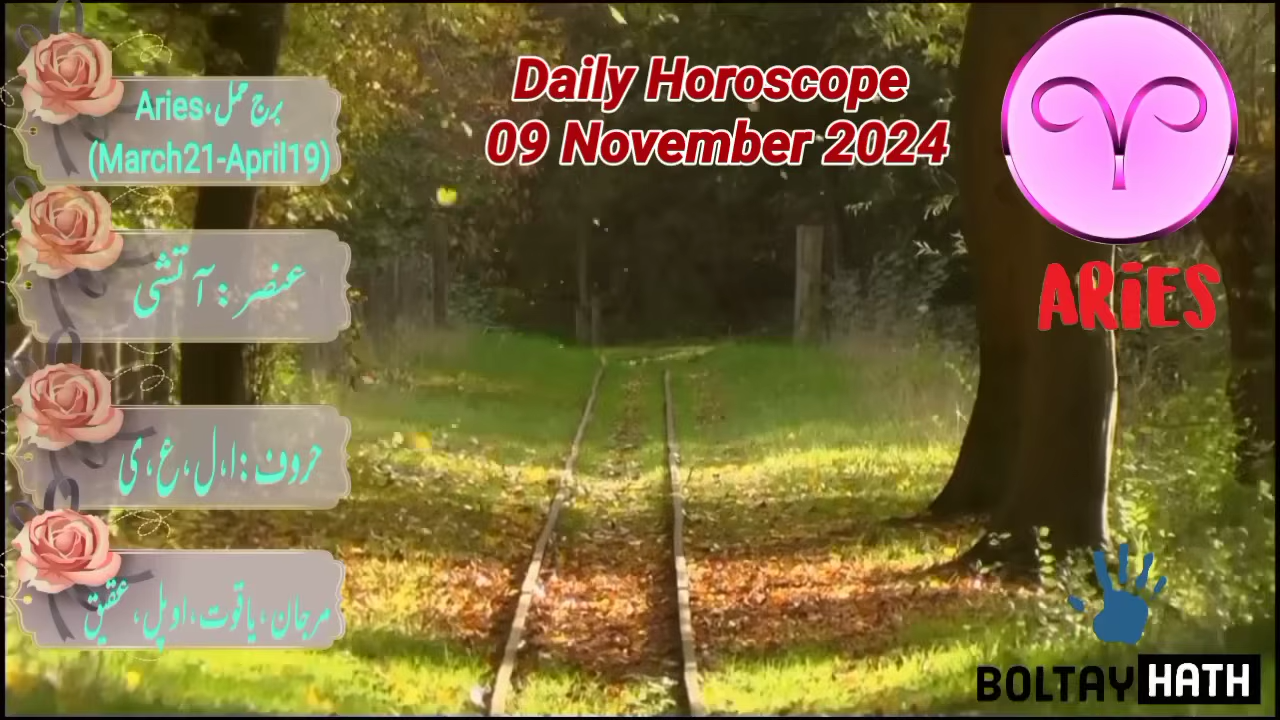 Daily Horoscope
09 November 2024
برج حمل،Aries
(March21-April19)
عنصر : آتشی
حروف :ا،ل،ع،ی
مرجان،یاقوت،اوپل،عقیق
ARiES
BOLTAY HATH